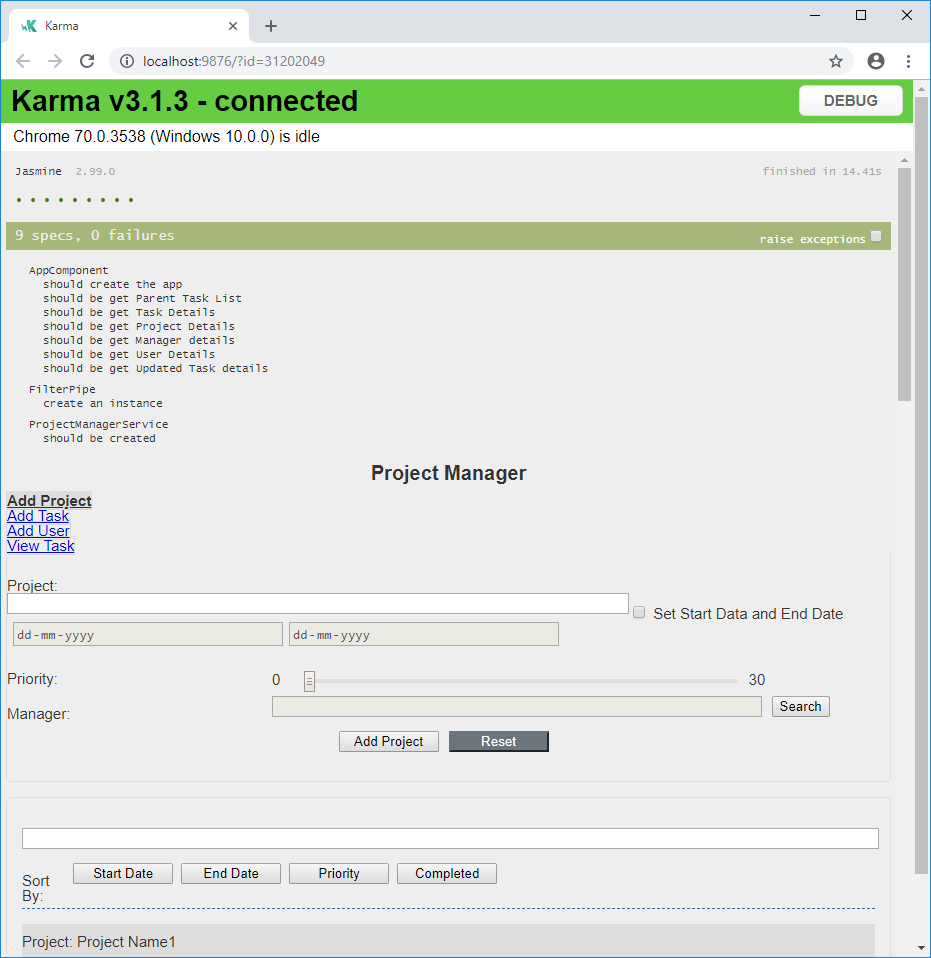 Karma
localhost:9876/?id=31202049
Karma v3.1.3 - connected
DEBUG
Chrome 70.0.3538 (Windows 10.0.0) is idle
Jasmine 2.99.0 finished in 14.41s
• • • • • • • • •
9 specs, 0 failures raise exceptions
AppComponent
should create the app
should be get Parent Task List
should be get Task Details
should be get Project Details
should be get Manager details
should be get User Details
should be get Updated Task details
FilterPipe
create an instance
ProjectManagerService
should be created
Project Manager
Add Project
Add Task
Add User
View Task
Project:
Set Start Data and End Date
dd-mm-yyyy dd-mm-yyyy
Priority: 0 30
Manager: Search
Add Project Reset
Sort By: Start Date End Date Priority Completed
Project: Project Name1